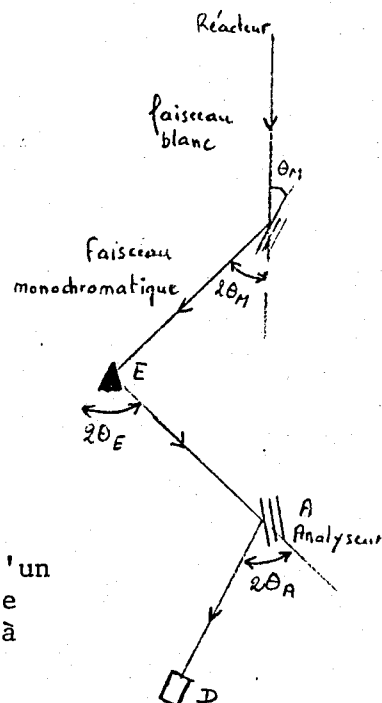 Réacteur
faisceau
blanc
θM
Faisceau
monochromatique
2θM
E
2θE
A
Analyseur
2θA
'un
e
à
D